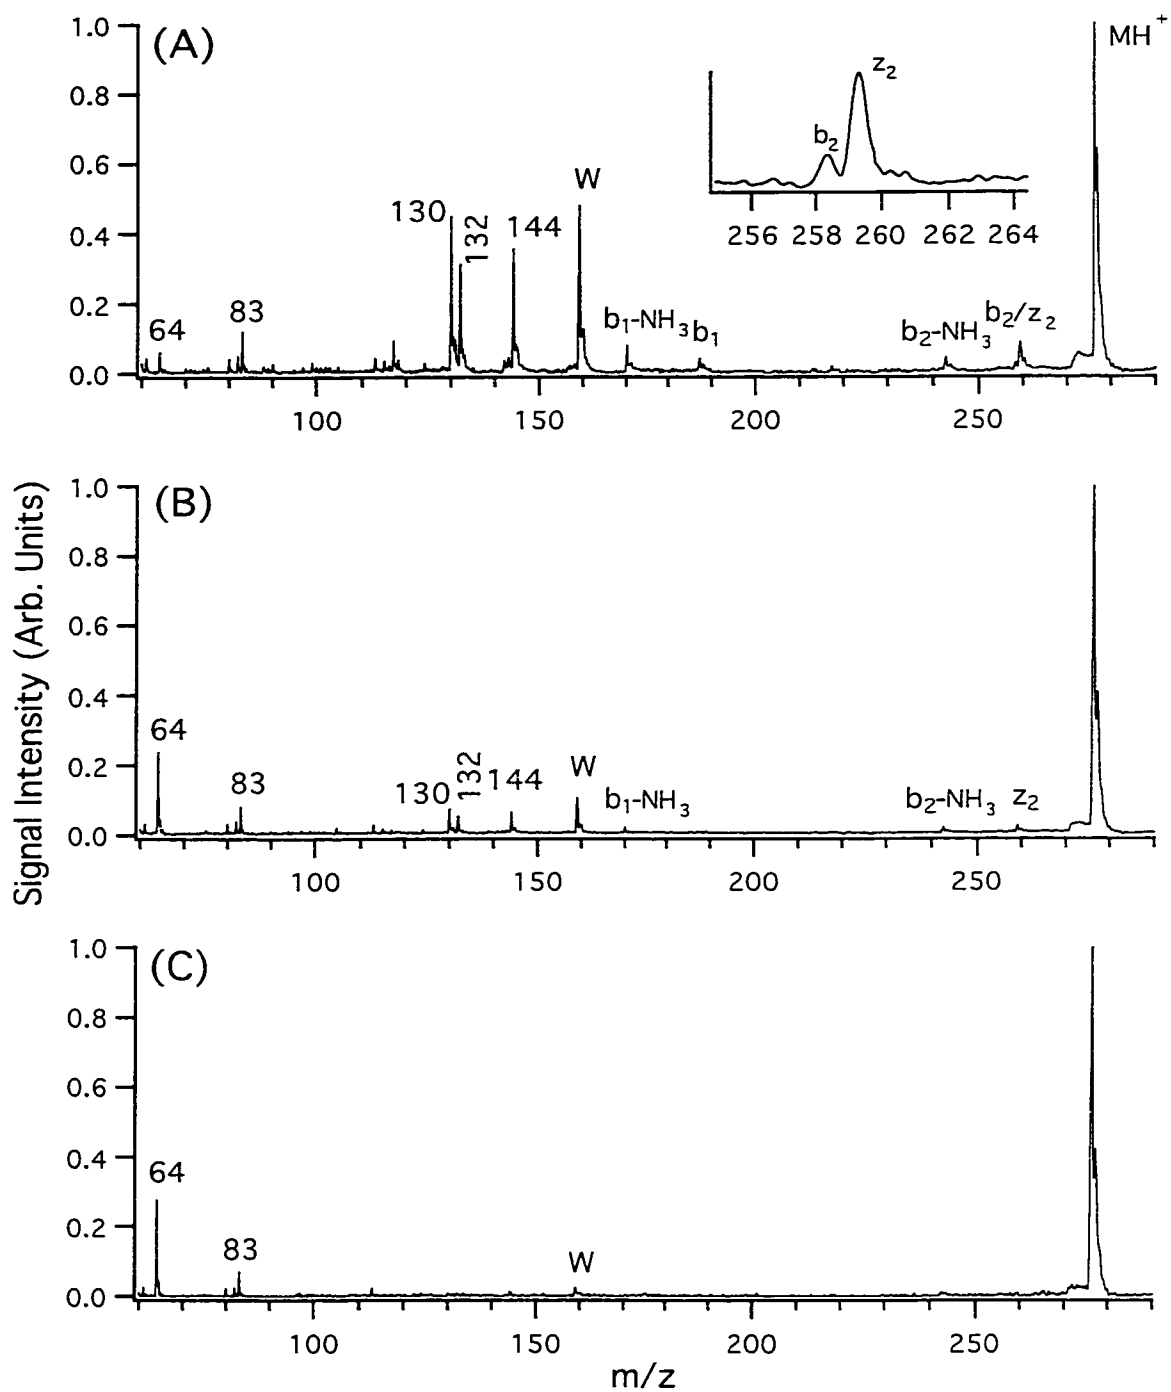 (A)
MH⁺
1.0
0.8
0.6
0.4
0.2
0.0
z₂
b₂
256 258 260 262 264
W
130
132
144
64
83
b₁-NH₃
b₁
b₂-NH₃
b₂/z₂
100 150 200 250
Signal Intensity (Arb. Units)
(B)
1.0
0.8
0.6
0.4
0.2
0.0
64
83
130
132
144
W
b₁-NH₃
b₂-NH₃
z₂
100 150 200 250
(C)
1.0
0.8
0.6
0.4
0.2
0.0
64
83
W
100 150 200 250
m/z